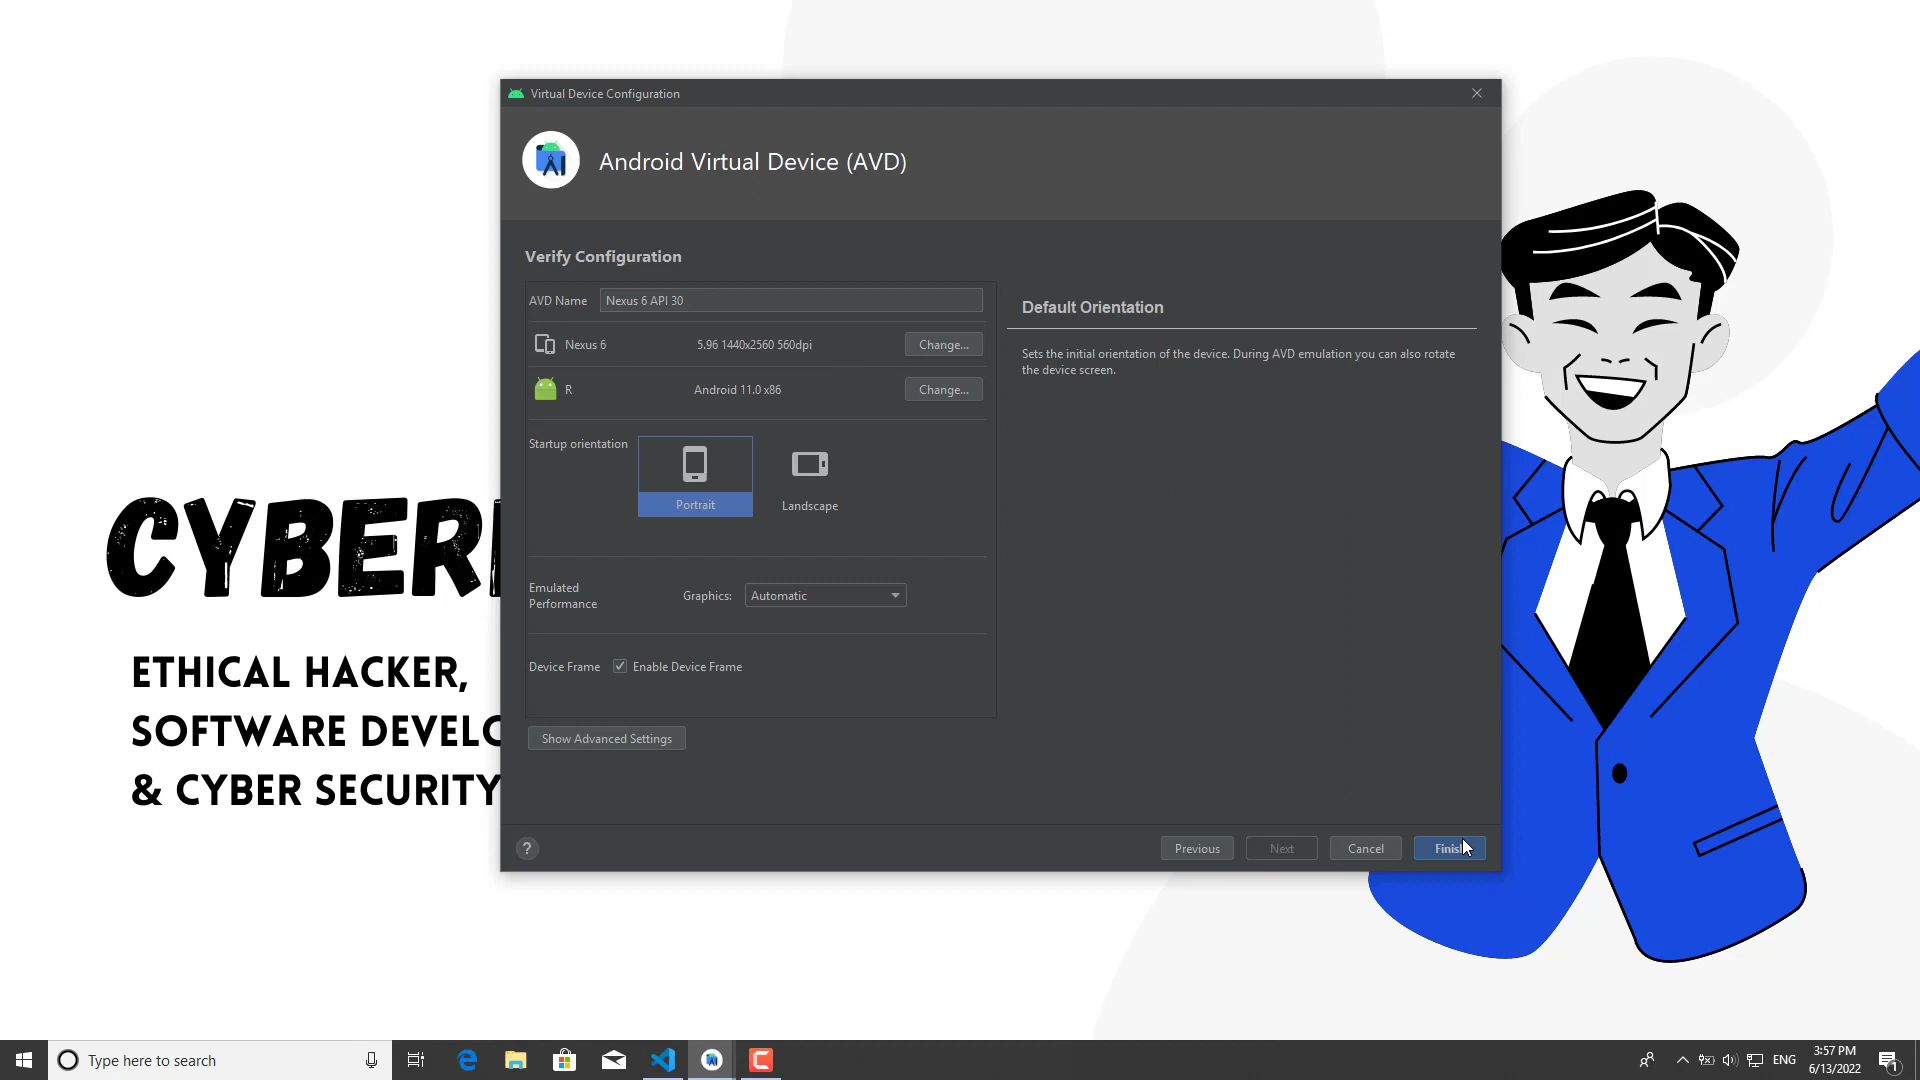 Virtual Device Configuration
Android Virtual Device (AVD)
Verify Configuration
AVD Name
Nexus 6 API 30
Nexus 6
5.96 1440x2560 560dpi
Change...
R
Android 11.0 x86
Change...
Startup orientation
Portrait
Landscape
Emulated
Performance
Graphics:
Automatic
Device Frame
Enable Device Frame
Show Advanced Settings
Default Orientation
Sets the initial orientation of the device. During AVD emulation you can also rotate
the device screen.
?
Previous
Next
Cancel
CYBER
ETHICAL HACKER,
SOFTWARE
& CYBER SECURITY
Type here to search
ENG
3:57 PM
6/13/2022
1